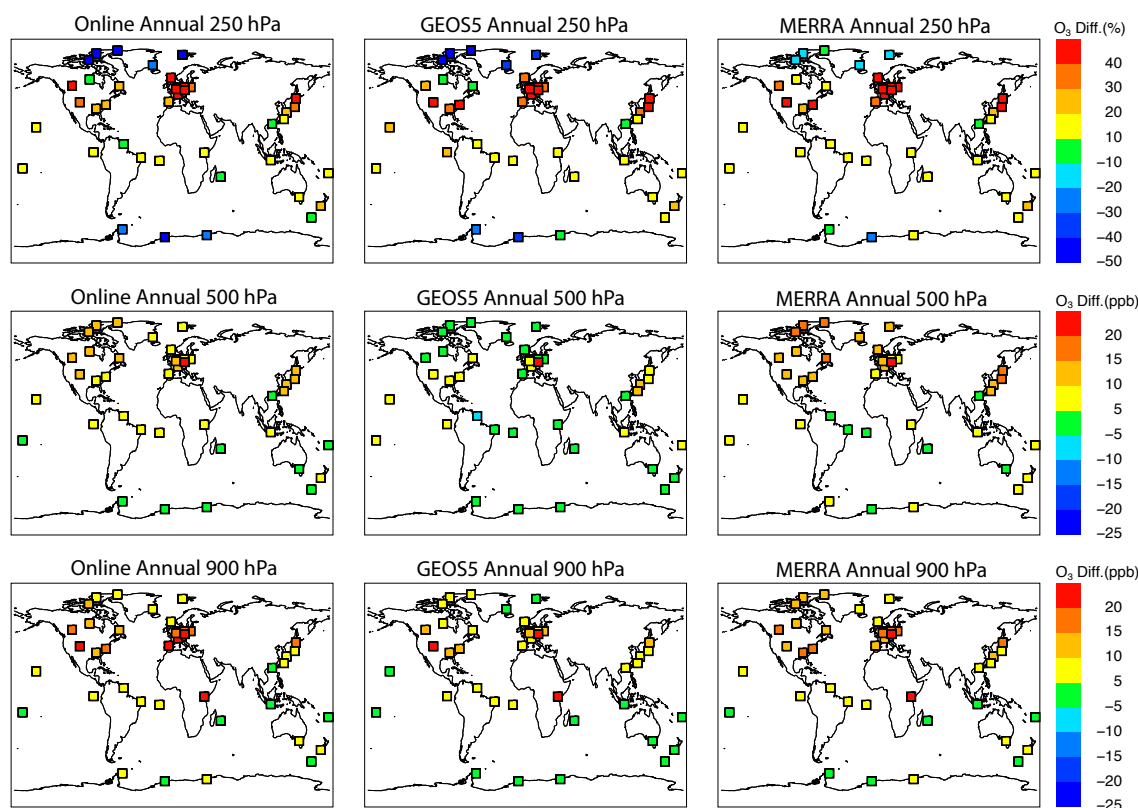 Online Annual 250 hPa
GEOS5 Annual 250 hPa
MERRA Annual 250 hPa
O₃ Diff.(%)
40
30
20
10
−10
−20
−30
−40
−50
Online Annual 500 hPa
GEOS5 Annual 500 hPa
MERRA Annual 500 hPa
O₃ Diff.(ppb)
20
15
10
5
−5
−10
−15
−20
−25
Online Annual 900 hPa
GEOS5 Annual 900 hPa
MERRA Annual 900 hPa
O₃ Diff.(ppb)
20
15
10
5
−5
−10
−15
−20
−25